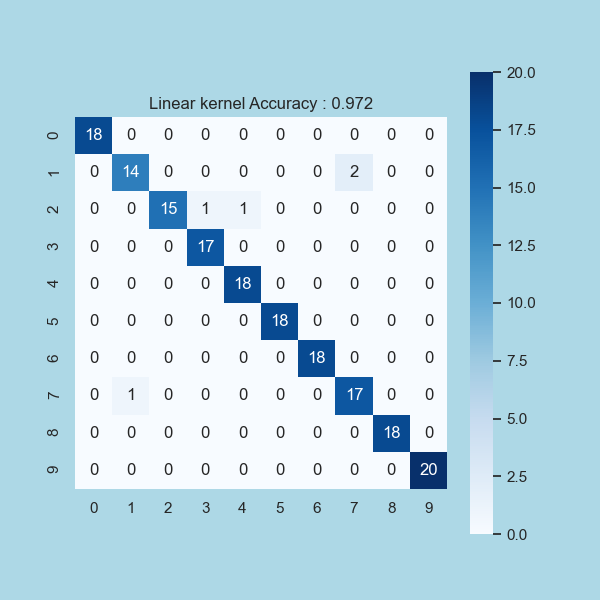 Linear kernel Accuracy : 0.972
0 18 0 0 0 0 0 0 0 0 0
1 0 14 0 0 0 0 0 2 0 0
2 0 0 15 1 1 0 0 0 0 0
3 0 0 0 17 0 0 0 0 0 0
4 0 0 0 0 18 0 0 0 0 0
5 0 0 0 0 0 18 0 0 0 0
6 0 0 0 0 0 0 18 0 0 0
7 0 1 0 0 0 0 0 17 0 0
8 0 0 0 0 0 0 0 0 18 0
9 0 0 0 0 0 0 0 0 0 20
0 1 2 3 4 5 6 7 8 9
20.0
17.5
15.0
12.5
10.0
7.5
5.0
2.5
0.0